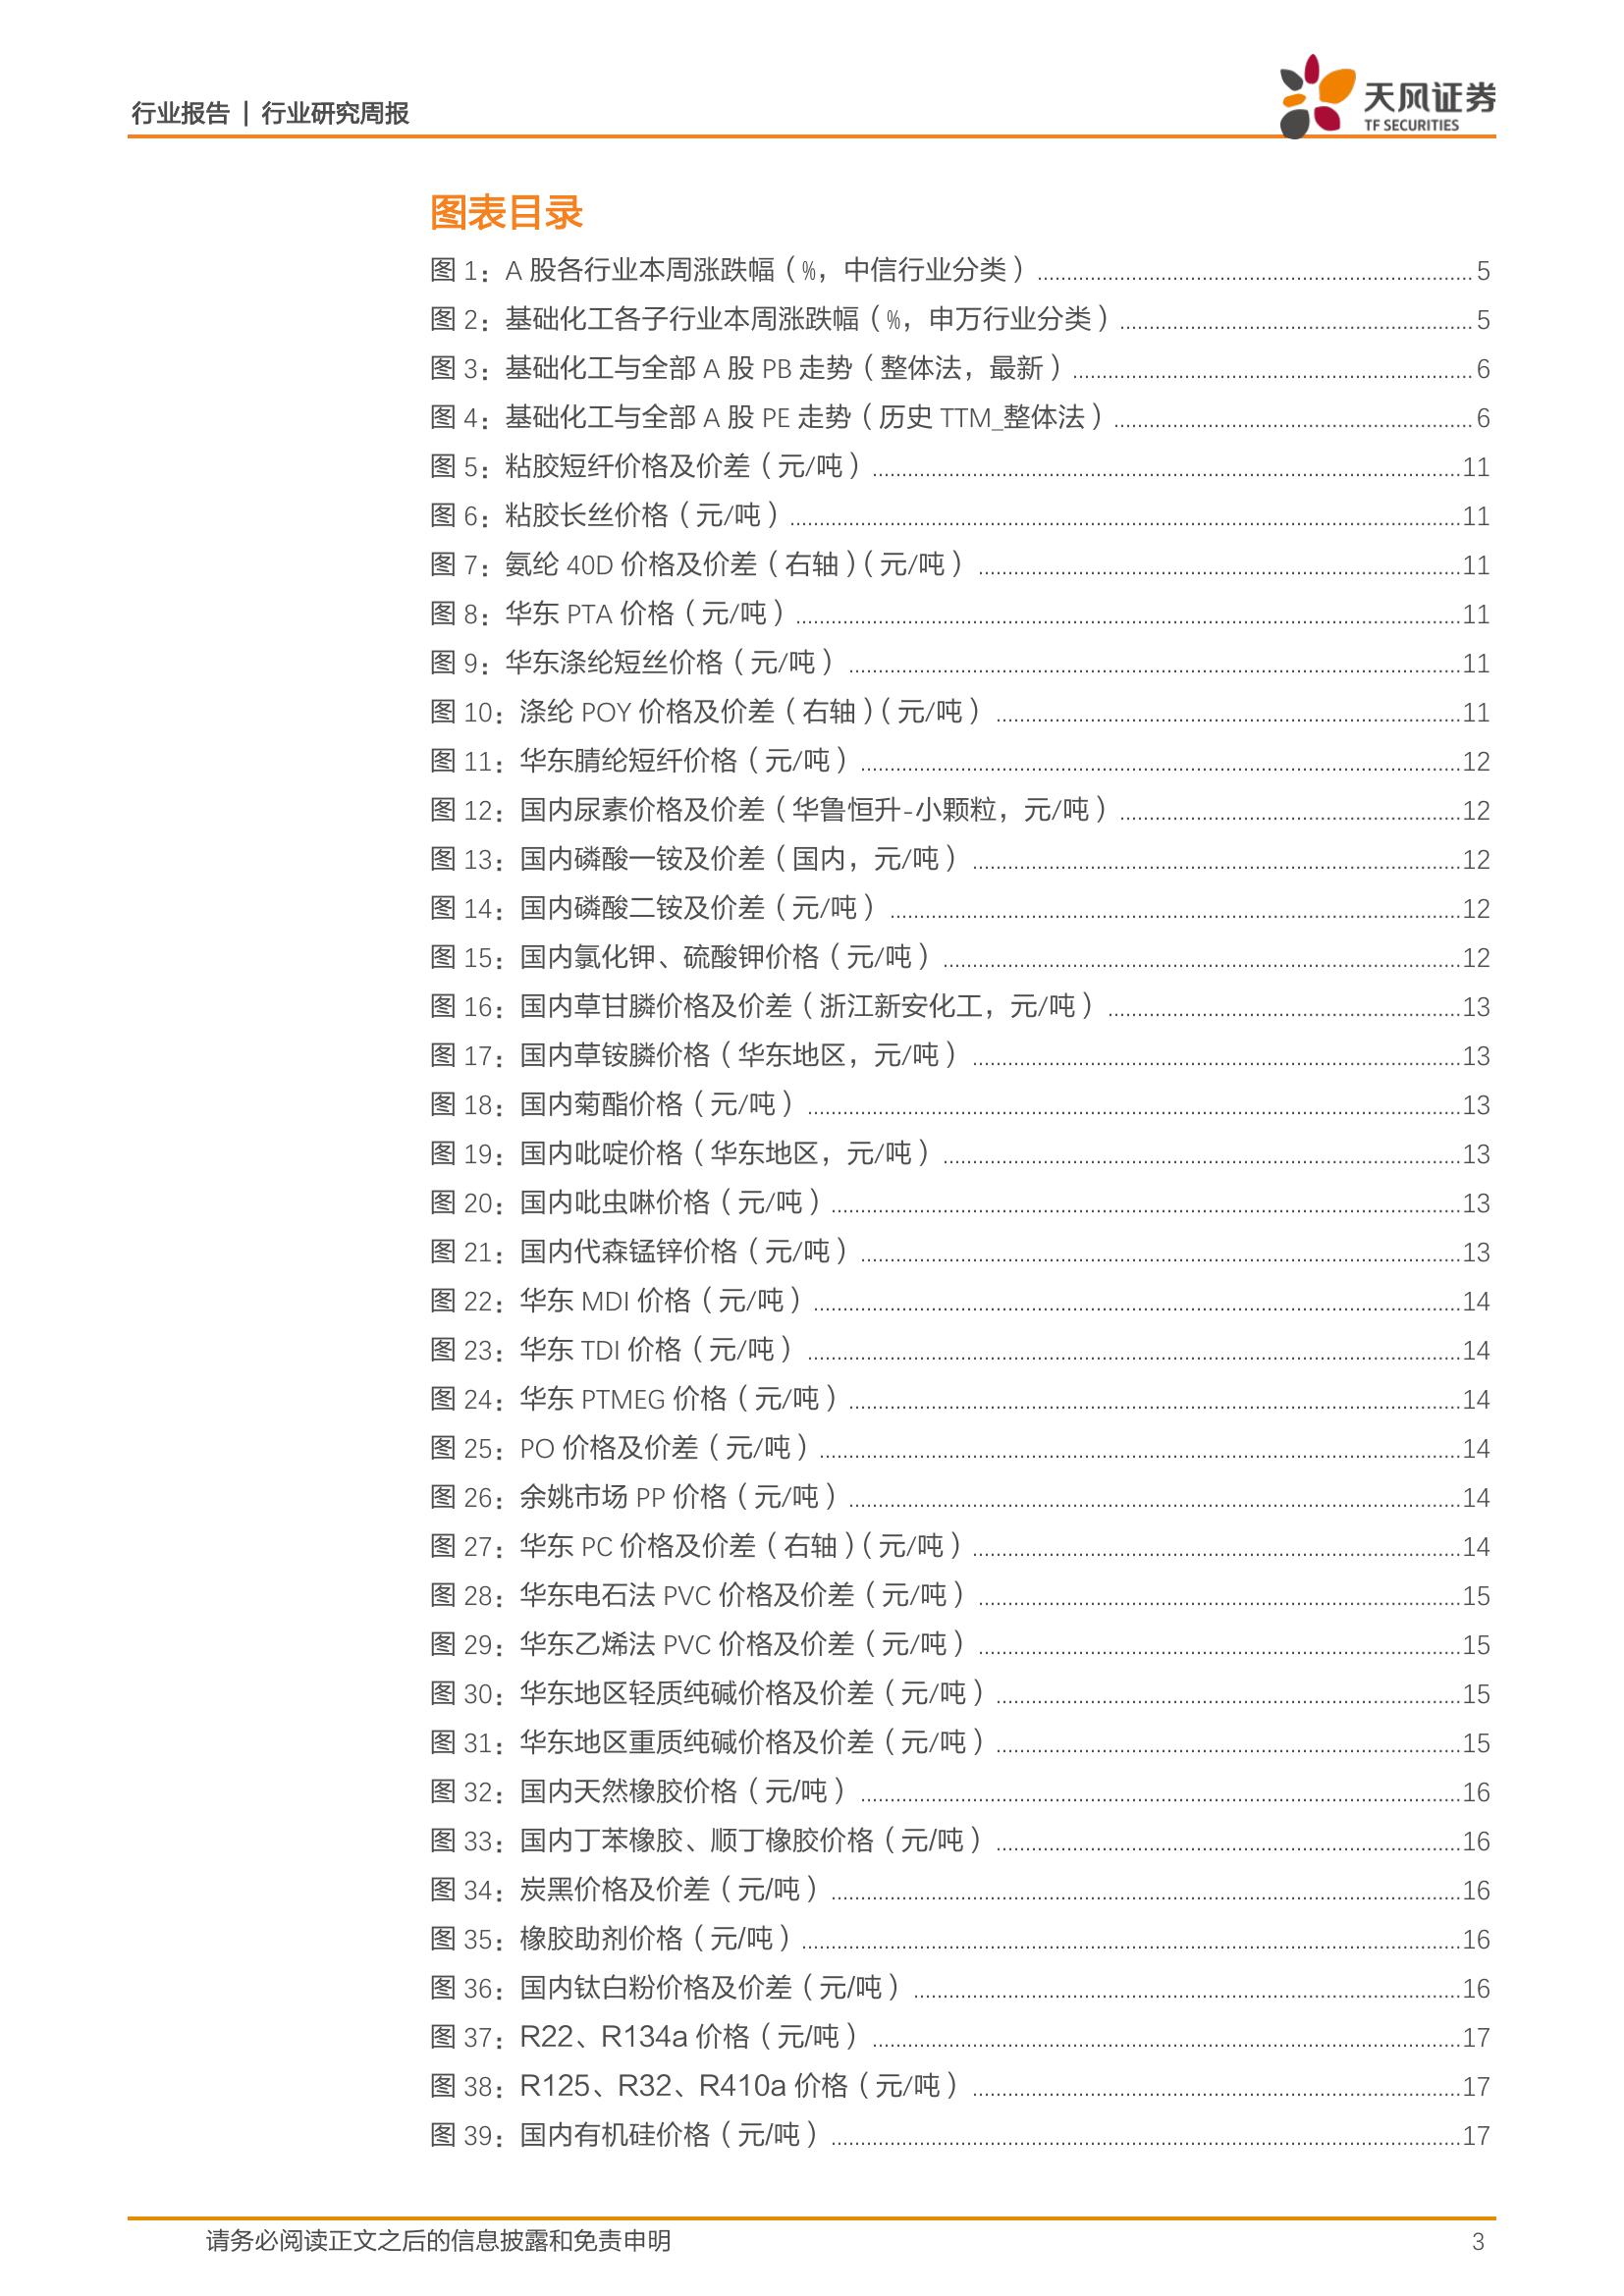 行业报告 | 行业研究周报
天风证券
TF SECURITIES
图表目录
图 1：A 股各行业本周涨跌幅（%，中信行业分类）5
图 2：基础化工各子行业本周涨跌幅（%，申万行业分类）5
图 3：基础化工与全部 A 股 PB 走势（整体法，最新）6
图 4：基础化工与全部 A 股 PE 走势（历史 TTM_整体法）6
图 5：粘胶短纤价格及价差（元/吨）11
图 6：粘胶长丝价格（元/吨）11
图 7：氨纶 40D 价格及价差（右轴）（元/吨）11
图 8：华东 PTA 价格（元/吨）11
图 9：华东涤纶短丝价格（元/吨）11
图 10：涤纶 POY 价格及价差（右轴）（元/吨）11
图 11：华东腈纶短纤价格（元/吨）12
图 12：国内尿素价格及价差（华鲁恒升-小颗粒，元/吨）12
图 13：国内磷酸一铵及价差（国内，元/吨）12
图 14：国内磷酸二铵及价差（元/吨）12
图 15：国内氯化钾、硫酸钾价格（元/吨）12
图 16：国内草甘膦价格及价差（浙江新安化工，元/吨）13
图 17：国内草铵膦价格（华东地区，元/吨）13
图 18：国内菊酯价格（元/吨）13
图 19：国内吡啶价格（华东地区，元/吨）13
图 20：国内吡虫啉价格（元/吨）13
图 21：国内代森锰锌价格（元/吨）13
图 22：华东 MDI 价格（元/吨）14
图 23：华东 TDI 价格（元/吨）14
图 24：华东 PTMEG 价格（元/吨）14
图 25：PO 价格及价差（元/吨）14
图 26：余姚市场 PP 价格（元/吨）14
图 27：华东 PC 价格及价差（右轴）（元/吨）14
图 28：华东电石法 PVC 价格及价差（元/吨）15
图 29：华东乙烯法 PVC 价格及价差（元/吨）15
图 30：华东地区轻质纯碱价格及价差（元/吨）15
图 31：华东地区重质纯碱价格及价差（元/吨）15
图 32：国内天然橡胶价格（元/吨）16
图 33：国内丁苯橡胶、顺丁橡胶价格（元/吨）16
图 34：炭黑价格及价差（元/吨）16
图 35：橡胶助剂价格（元/吨）16
图 36：国内钛白粉价格及价差（元/吨）16
图 37：R22、R134a 价格（元/吨）17
图 38：R125、R32、R410a 价格（元/吨）17
图 39：国内有机硅价格（元/吨）17
请务必阅读正文之后的信息披露和免责申明 3